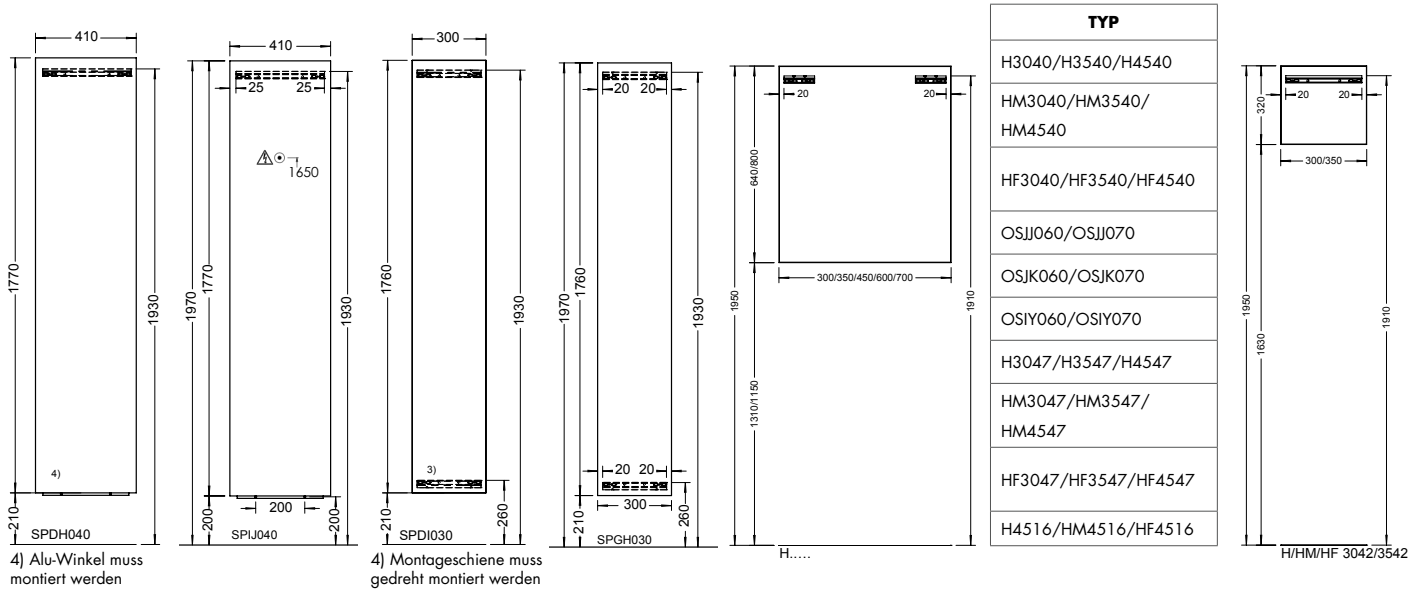 410
1770
1930
210
4)
SPDH040
4) Alu-Winkel muss
montiert werden
410
25 25
1650
1970
1770
1930
200
200
200
SPIJ040
300
1760
1930
3)
210
260
SPDI030
4) Montageschiene muss
gedreht montiert werden
20 20
1970
1760
1930
20 20
300
210
260
SPGH030
20 20
640/800
300/350/450/600/700
1950
1910
1310/1150
H.....
TYP
H3040/H3540/H4540
HM3040/HM3540/
HM4540
HF3040/HF3540/HF4540
OSJJ060/OSJJ070
OSJK060/OSJK070
OSIY060/OSIY070
H3047/H3547/H4547
HM3047/HM3547/
HM4547
HF3047/HF3547/HF4547
H4516/HM4516/HF4516
320
20 20
300/350
1950
1630
1910
H/HM/HF 3042/3542